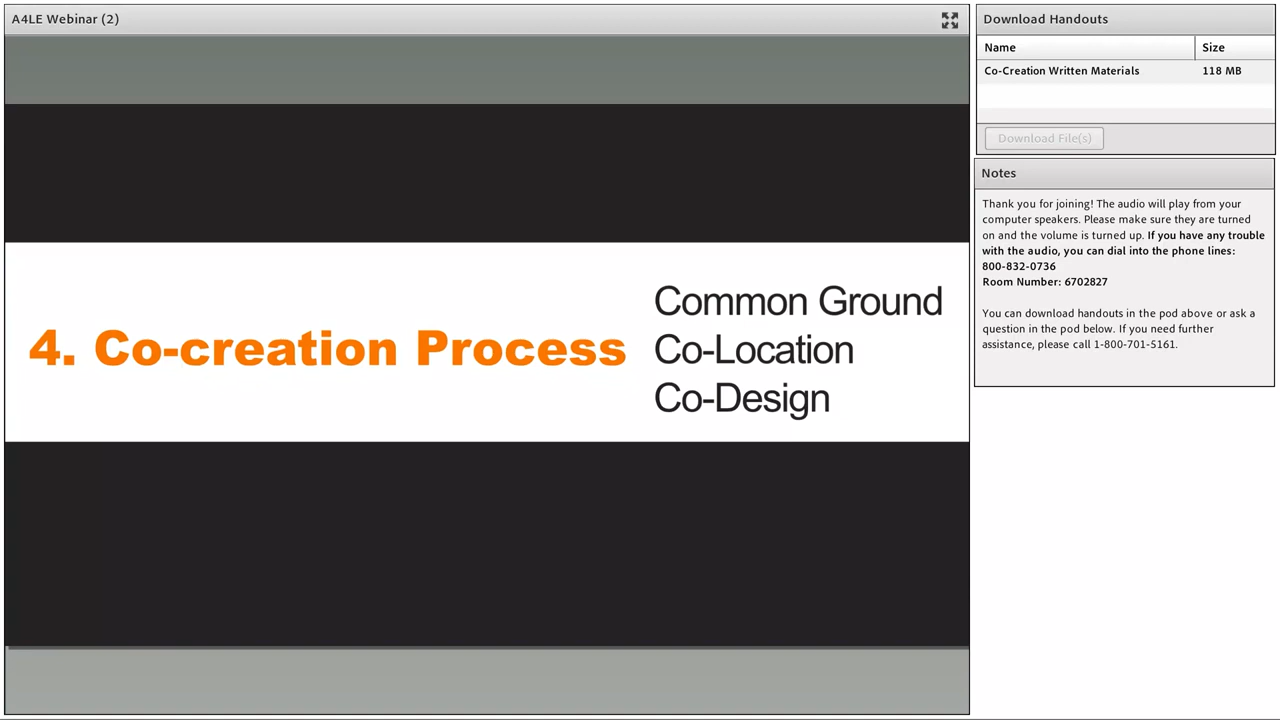 A4LE Webinar (2)
4. Co-creation Process
Common Ground
Co-Location
Co-Design
Download Handouts
Name Size
Co-Creation Written Materials 118 MB
Download File(s)
Notes
Thank you for joining! The audio will play from your
computer speakers. Please make sure they are turned
on and the volume is turned up. If you have any trouble
with the audio, you can dial into the phone lines:
800-832-0736
Room Number: 6702827
You can download handouts in the pod above or ask a
question in the pod below. If you need further
assistance, please call 1-800-701-5161.